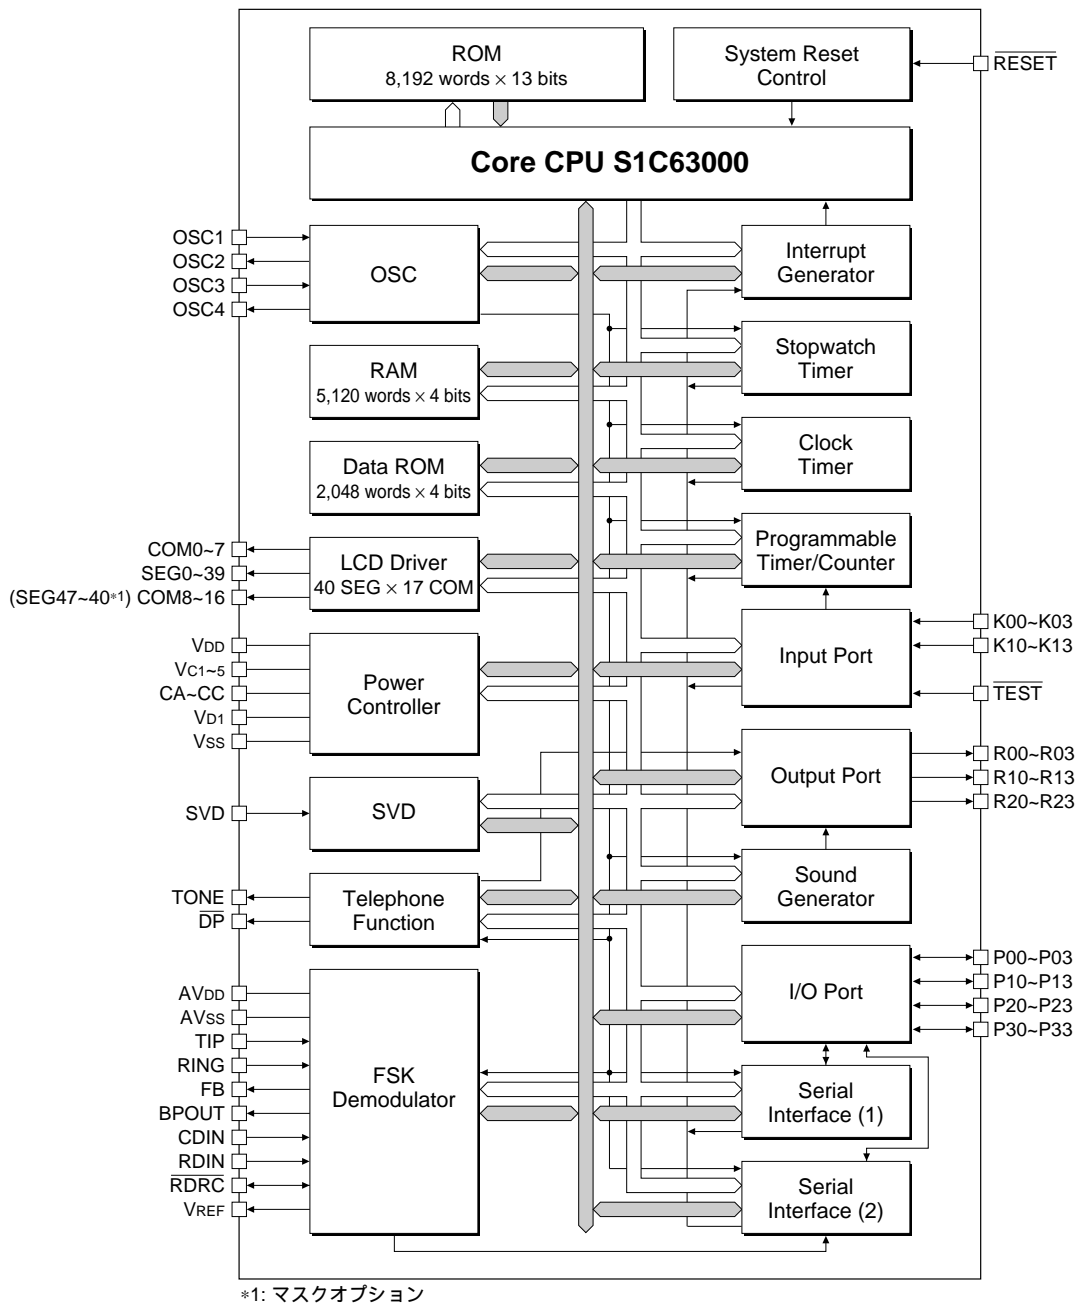 ROM
8,192 words × 13 bits
System Reset
Control
RESET
Core CPU S1C63000
OSC1
OSC2
OSC3
OSC4
OSC
Interrupt
Generator
RAM
5,120 words × 4 bits
Stopwatch
Timer
Data ROM
2,048 words × 4 bits
Clock
Timer
COM0~7
SEG0~39
(SEG47~40*1) COM8~16
LCD Driver
40 SEG × 17 COM
Programmable
Timer/Counter
VDD
VC1~5
CA~CC
VD1
VSS
Power
Controller
Input Port
K00~K03
K10~K13
TEST
SVD
SVD
Output Port
R00~R03
R10~R13
R20~R23
TONE
DP
Telephone
Function
Sound
Generator
AVDD
AVSS
TIP
RING
FB
BPOUT
CDIN
RDIN
RDRC
VREF
FSK
Demodulator
I/O Port
P00~P03
P10~P13
P20~P23
P30~P33
Serial
Interface (1)
Serial
Interface (2)
*1: マスクオプション